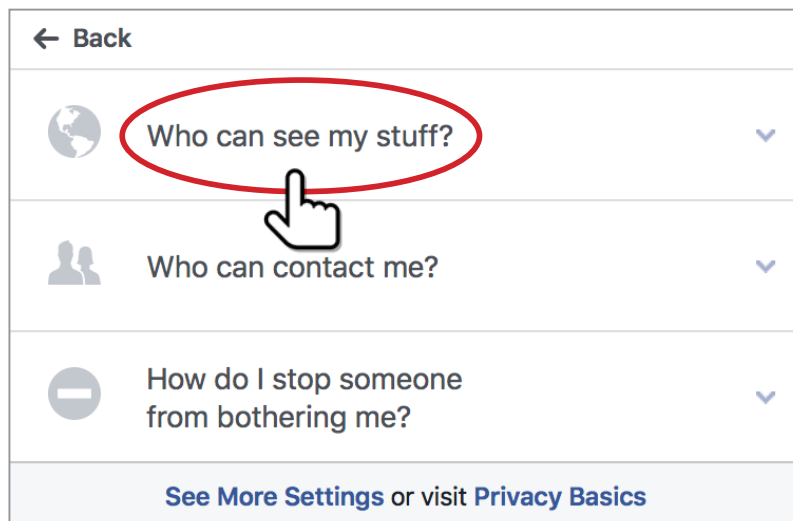 Back
Who can see my stuff?
Who can contact me?
How do I stop someone
from bothering me?
See More Settings or visit Privacy Basics